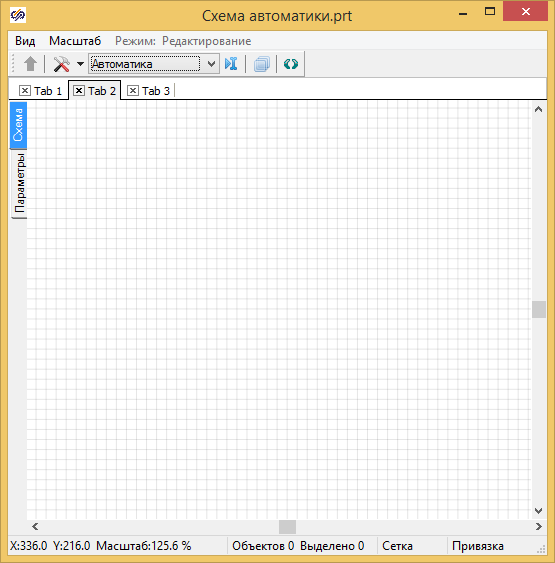 Схема автоматики.prt
Вид Масштаб Режим: Редактирование
Автоматика
Tab 1 Tab 2 Tab 3
Схема
Параметры
X:336.0 Y:216.0 Масштаб:125.6 % Объектов 0 Выделено 0 Сетка Привязка